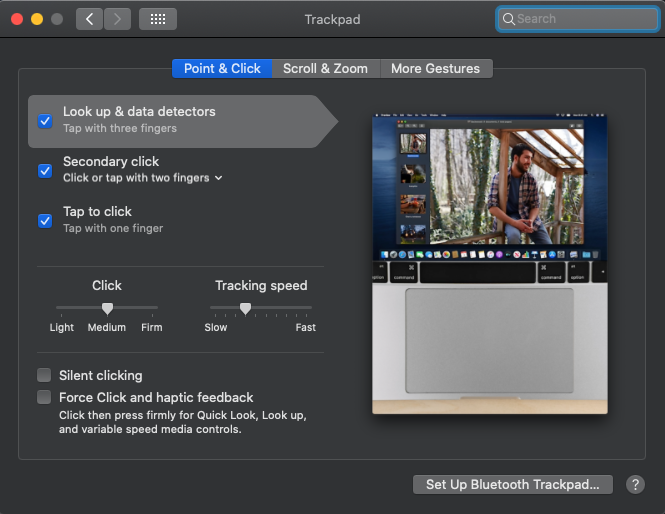 Trackpad
Search
Point & Click
Scroll & Zoom
More Gestures
Look up & data detectors
Tap with three fingers
Secondary click
Click or tap with two fingers
Tap to click
Tap with one finger
Click
Tracking speed
Light
Medium
Firm
Slow
Fast
Silent clicking
Force Click and haptic feedback
Click then press firmly for Quick Look, Look up,
and variable speed media controls.
option
command
command
option
Set Up Bluetooth Trackpad...
?